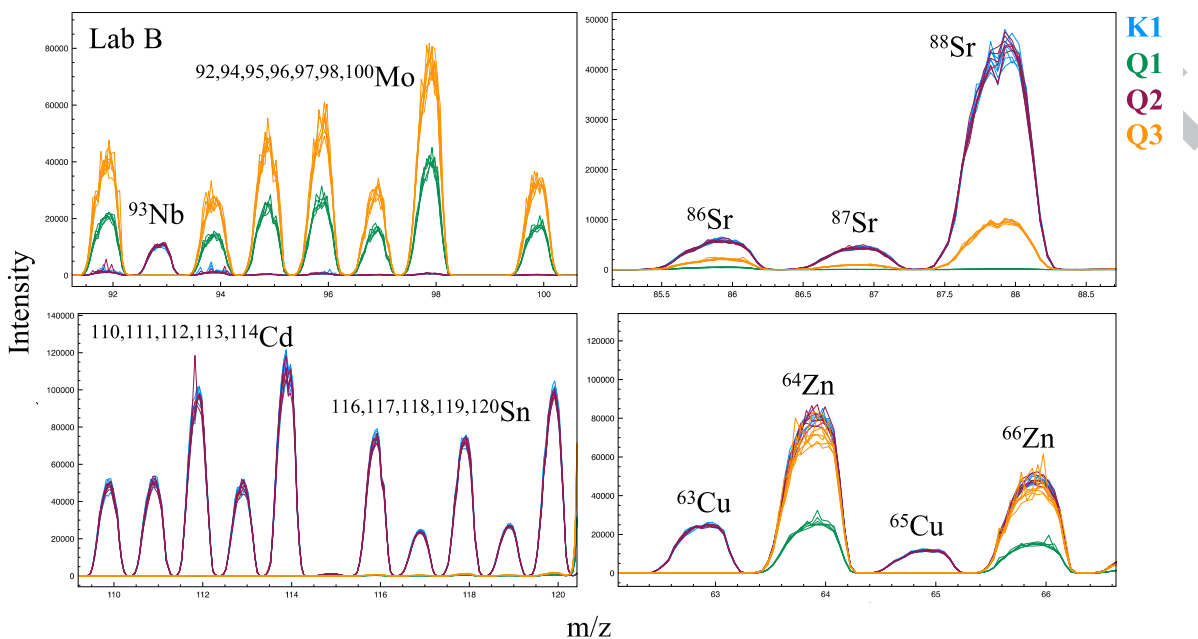 Lab B
92,94,95,96,97,98,100Mo
93Nb
80000
60000
40000
20000
0
92
94
96
98
100
88Sr
86Sr
87Sr
50000
40000
30000
20000
10000
0
85.5
86
86.5
87
87.5
88
88.5
K1
Q1
Q2
Q3
Intensity
110,111,112,113,114Cd
116,117,118,119,120Sn
140000
120000
100000
80000
60000
40000
20000
0
110
112
114
116
118
120
64Zn
66Zn
63Cu
65Cu
120000
100000
80000
60000
40000
20000
0
63
64
65
66
m/z